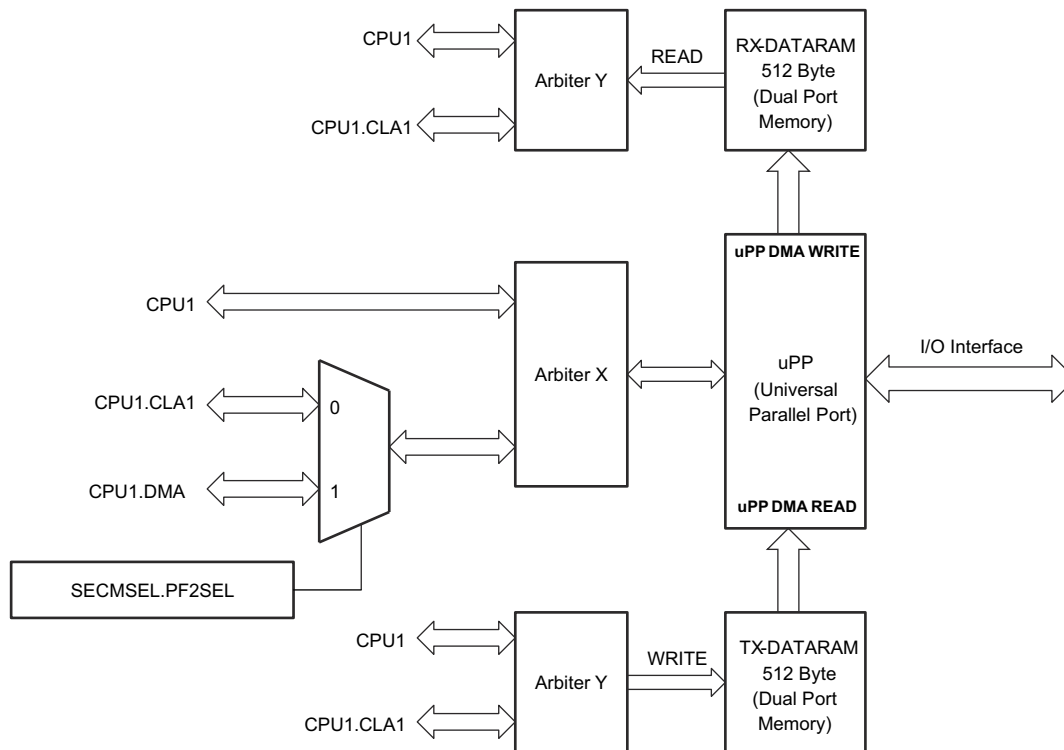 CPU1
CPU1.CLA1
Arbiter Y
READ
RX-DATARAM
512 Byte
(Dual Port
Memory)
CPU1
CPU1.CLA1
CPU1.DMA
0
1
SECMSEL.PF2SEL
Arbiter X
uPP DMA WRITE
uPP
(Universal
Parallel Port)
uPP DMA READ
I/O Interface
CPU1
CPU1.CLA1
Arbiter Y
WRITE
TX-DATARAM
512 Byte
(Dual Port
Memory)